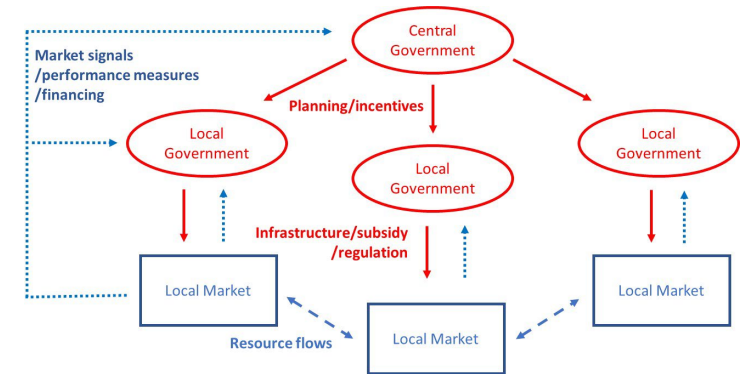 Central
Government
Market signals
/performance measures
/financing
Planning/incentives
Local
Government
Local
Government
Local
Government
Infrastructure/subsidy
/regulation
Local Market
Local Market
Local Market
Resource flows